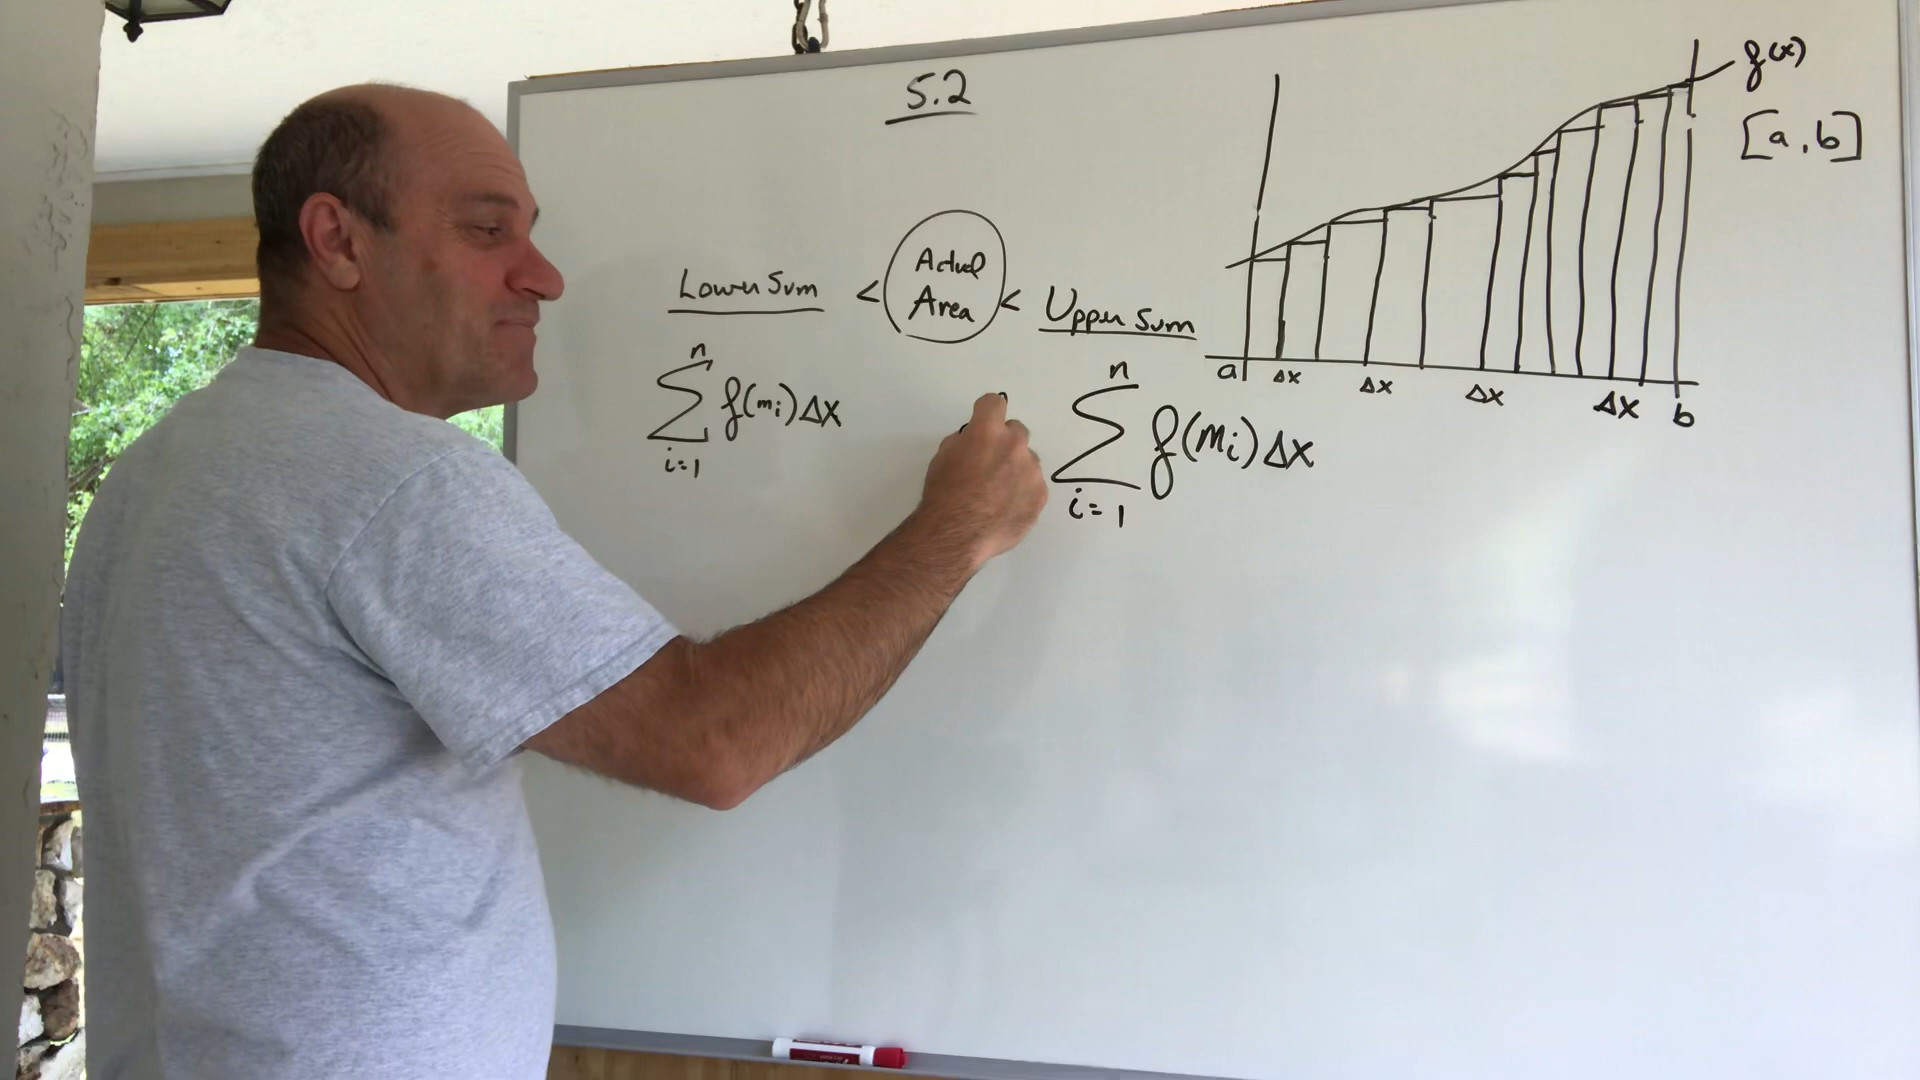 5.2
f(x)
[a,b]
Lower Sum < Actual Area < Upper Sum
n
∑ f(mᵢ)Δx
i=1
n
∑ f(Mᵢ)Δx
i=1
a Δx Δx Δx Δx b